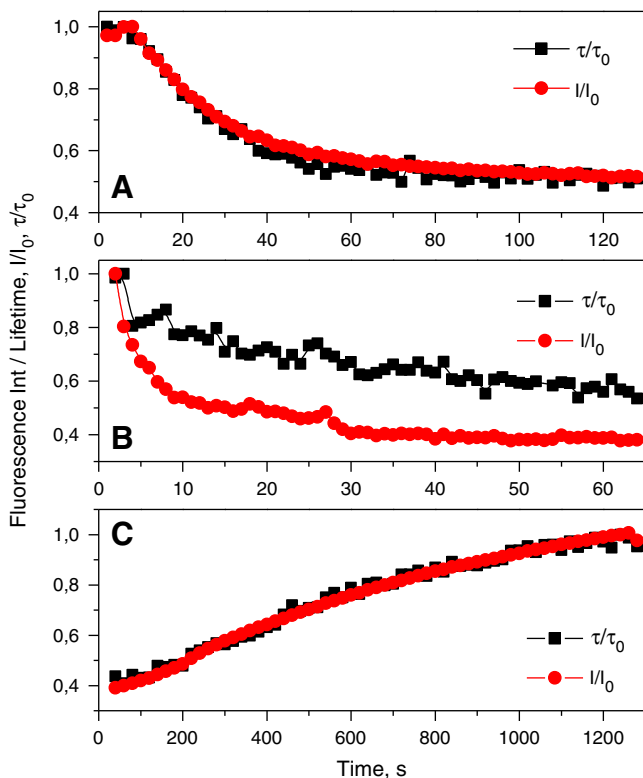 Fluorescence Int / Lifetime, I/I₀, τ/τ₀
1,0
0,8
0,6
0,4
A
τ/τ₀
I/I₀
0 20 40 60 80 100 120
1,0
0,8
0,6
0,4
B
τ/τ₀
I/I₀
0 10 20 30 40 50 60
1,0
0,8
0,6
0,4
C
τ/τ₀
I/I₀
0 200 400 600 800 1000 1200
Time, s